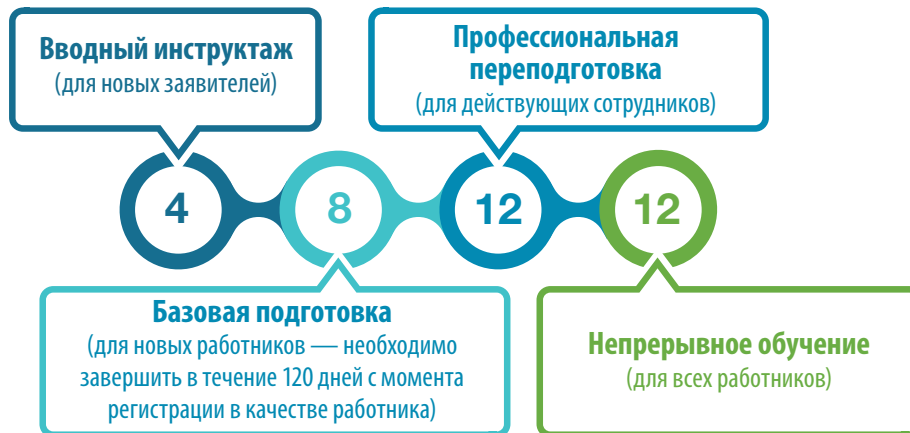 Вводный инструктаж
(для новых заявителей)
Профессиональная
переподготовка
(для действующих сотрудников)
4
8
12
12
Базовая подготовка
(для новых работников — необходимо
завершить в течение 120 дней с момента
регистрации в качестве работника)
Непрерывное обучение
(для всех работников)